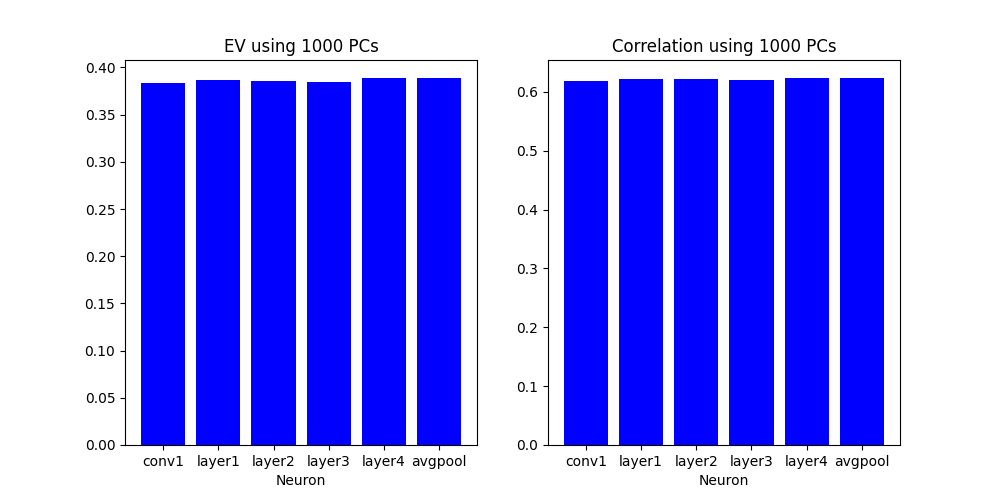 EV using 1000 PCs
0.40
0.35
0.30
0.25
0.20
0.15
0.10
0.05
0.00
conv1 layer1 layer2 layer3 layer4 avgpool
Neuron
Correlation using 1000 PCs
0.6
0.5
0.4
0.3
0.2
0.1
0.0
conv1 layer1 layer2 layer3 layer4 avgpool
Neuron